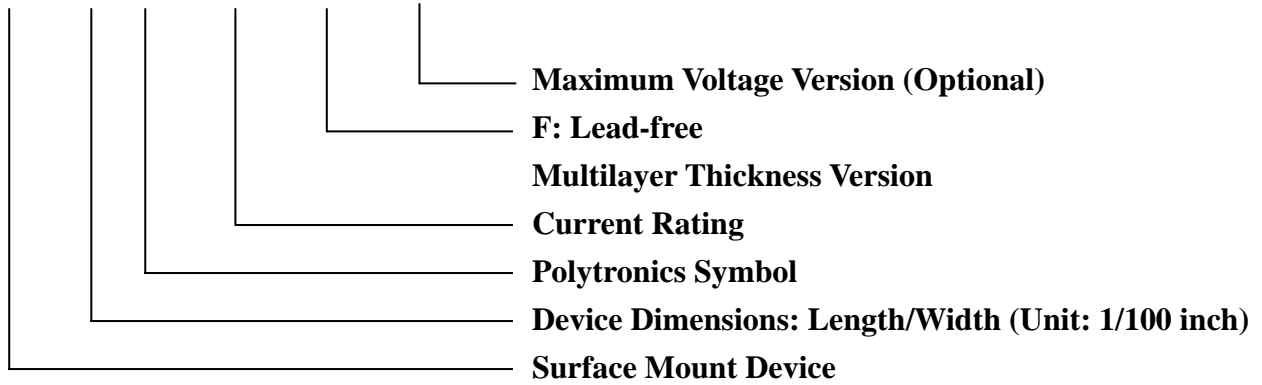 Maximum Voltage Version (Optional)
F: Lead-free
Multilayer Thickness Version
Current Rating
Polytronics Symbol
Device Dimensions: Length/Width (Unit: 1/100 inch)
Surface Mount Device